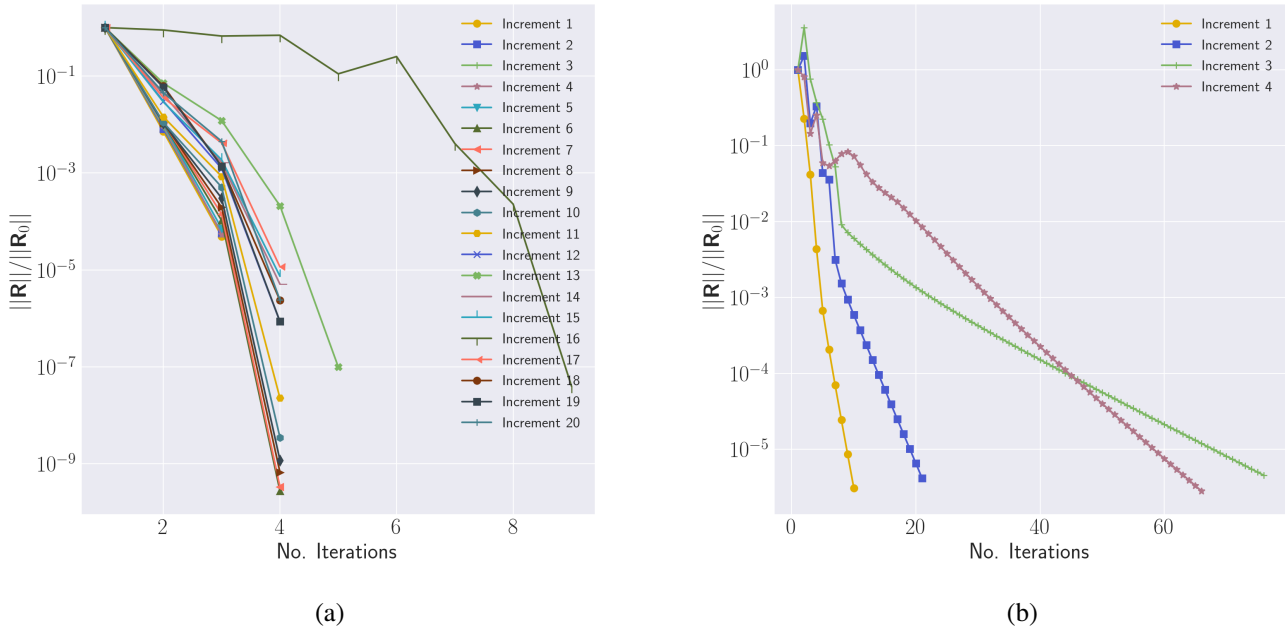 ||R||/||R₀||
10⁻¹
10⁻³
10⁻⁵
10⁻⁷
10⁻⁹
2
4
6
8
No. Iterations
Increment 1
Increment 2
Increment 3
Increment 4
Increment 5
Increment 6
Increment 7
Increment 8
Increment 9
Increment 10
Increment 11
Increment 12
Increment 13
Increment 14
Increment 15
Increment 16
Increment 17
Increment 18
Increment 19
Increment 20
(a)
||R||/||R₀||
10⁰
10⁻¹
10⁻²
10⁻³
10⁻⁴
10⁻⁵
0
20
40
60
No. Iterations
Increment 1
Increment 2
Increment 3
Increment 4
(b)